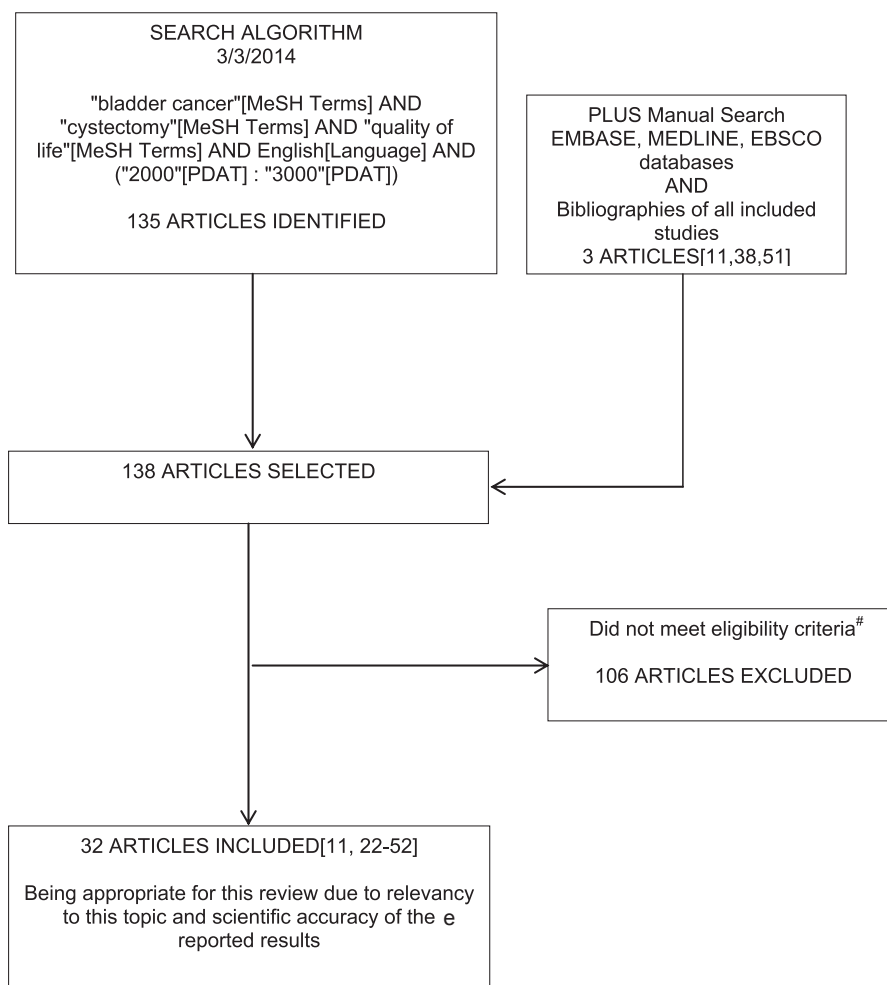 SEARCH ALGORITHM
3/3/2014
"bladder cancer"[MeSH Terms] AND
"cystectomy"[MeSH Terms] AND "quality of
life"[MeSH Terms] AND English[Language] AND
("2000"[PDAT] : "3000"[PDAT])
135 ARTICLES IDENTIFIED
PLUS Manual Search
EMBASE, MEDLINE, EBSCO
databases
AND
Bibliographies of all included
studies
3 ARTICLES[11,38,51]
138 ARTICLES SELECTED
Did not meet eligibility criteria#
106 ARTICLES EXCLUDED
32 ARTICLES INCLUDED[11, 22-52]
Being appropriate for this review due to relevancy
to this topic and scientific accuracy of the e
reported results